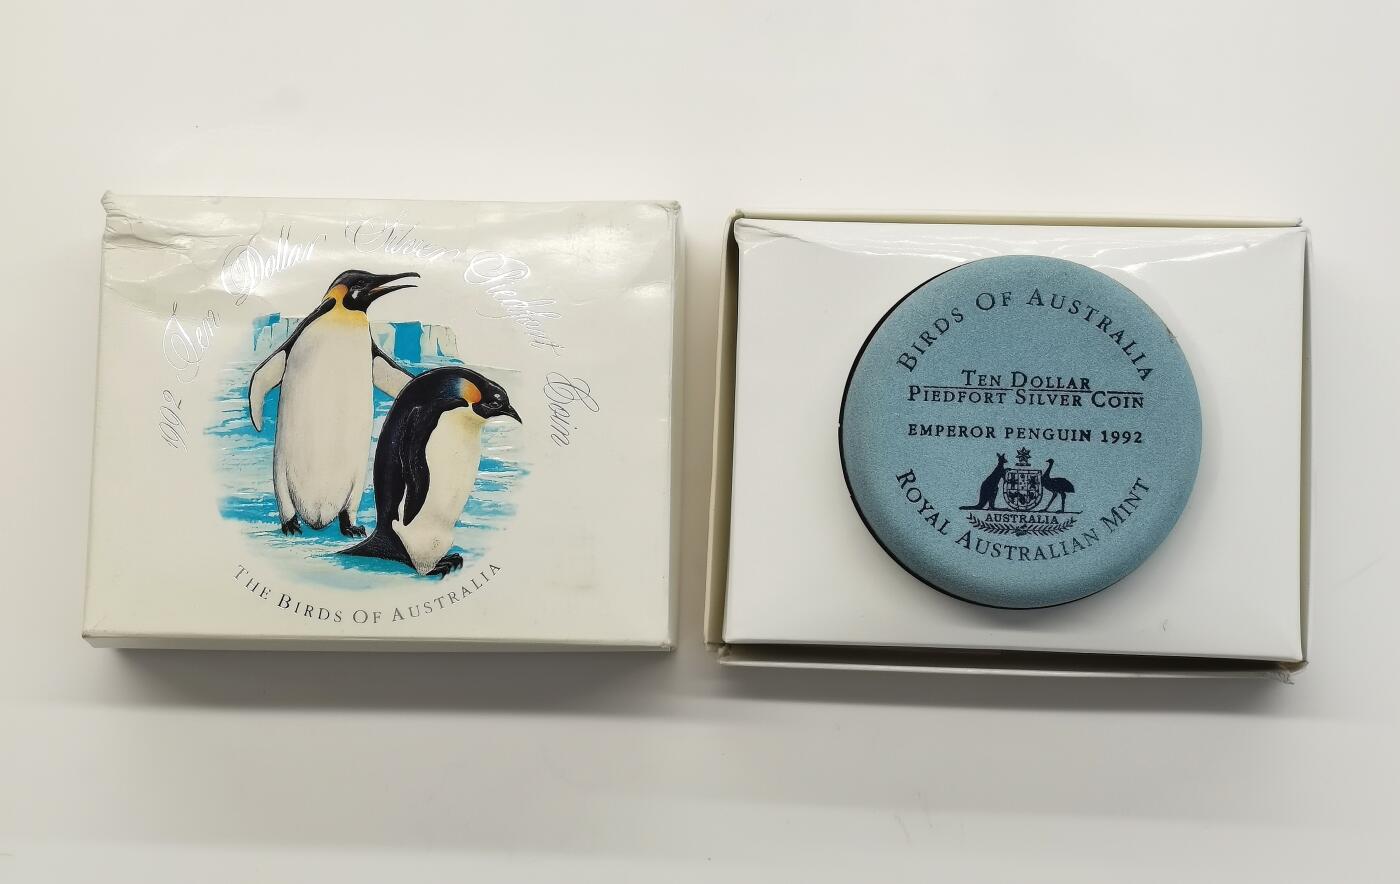 1992 Ten Dollar Silver Piedfort Coin
THE BIRDS OF AUSTRALIA
BIRDS OF AUSTRALIA
TEN DOLLAR
PIEDFORT SILVER COIN
EMPEROR PENGUIN 1992
AUSTRALIA
ROYAL AUSTRALIAN MINT